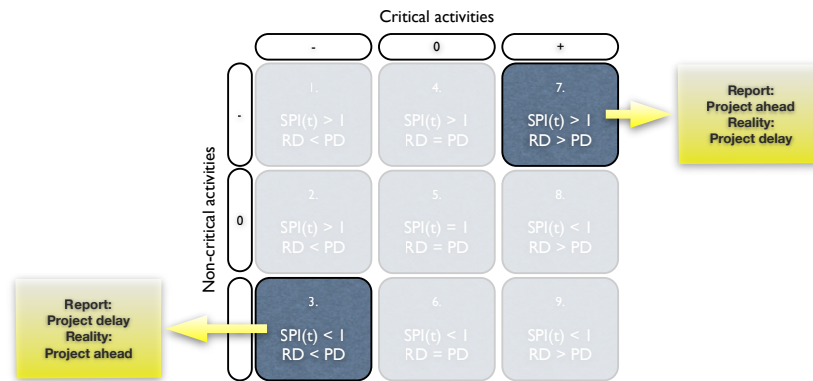 Critical activities
- 0 +
Non-critical activities
-
0
1.
SPI(t) > 1
RD < PD
4.
SPI(t) > 1
RD = PD
7.
SPI(t) > 1
RD > PD
Report:
Project ahead
Reality:
Project delay
2.
SPI(t) > 1
RD < PD
5.
SPI(t) = 1
RD = PD
8.
SPI(t) < 1
RD > PD
Report:
Project delay
Reality:
Project ahead
3.
SPI(t) < 1
RD < PD
6.
SPI(t) < 1
RD = PD
9.
SPI(t) < 1
RD > PD